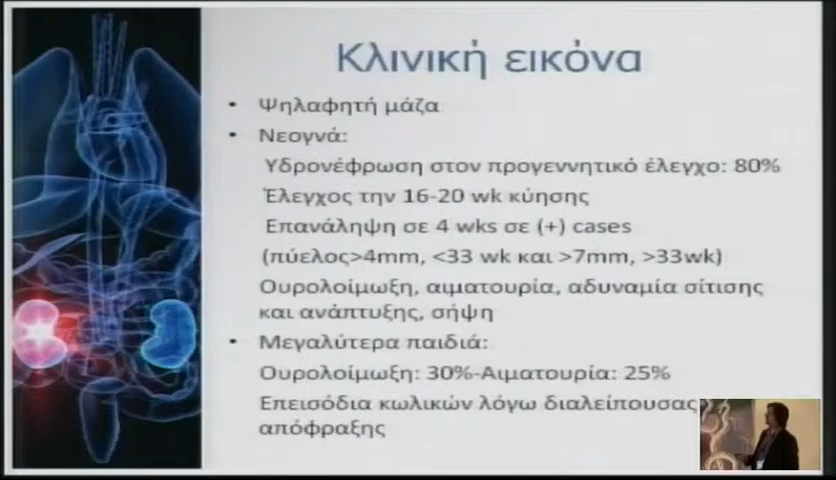 Κλινική εικόνα
• Ψηλαφητή μάζα
• Νεογνά:
Υδρονέφρωση στον προγεννητικό έλεγχο: 80%
Έλεγχος την 16-20 wk κύησης
Επανάληψη σε 4 wks σε (+) cases
(πύελος>4mm, <33 wk και >7mm, >33wk)
Ουρολοίμωξη, αιματουρία, αδυναμία σίτισης
και ανάπτυξης, σήψη
• Μεγαλύτερα παιδιά:
Ουρολοίμωξη: 30%-Αιματουρία: 25%
Επεισόδια κωλικών λόγω διαλείπουσας
απόφραξης